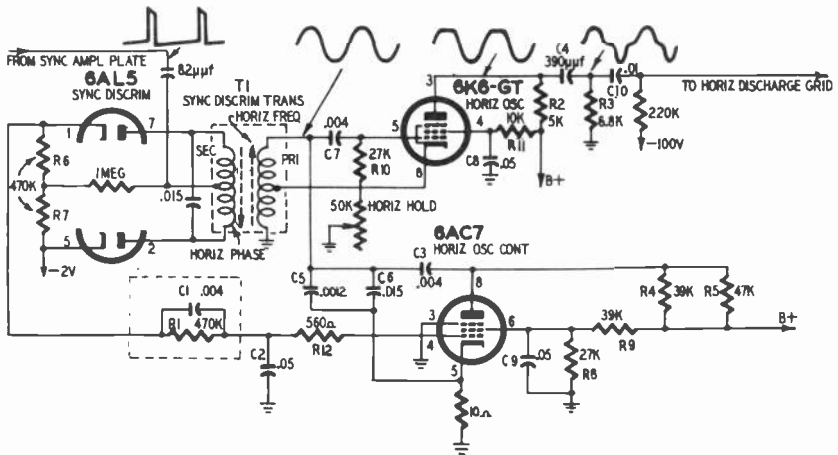 FROM SYNC AMPL PLATE
82μμf
6AL5
SYNC DISCRIM
T1
SYNC DISCRIM TRANS
HORIZ FREQ
1
7
R6
470K
1MEG
R7
.015
SEC
PRI
5
2
-2V
HORIZ PHASE
.004
C7
5
27K
R10
50K
HORIZ HOLD
3
6K6-GT
HORIZ OSC
4
8
10K
R11
C8
.05
R2
5K
B+
C4
390μμf
R3
6.8K
.01
C10
220K
-100V
TO HORIZ DISCHARGE GRID
6AC7
HORIZ OSC CONT
C3
.004
8
C5
.0012
C6
.015
3
4
6
5
10Ω
C1
.004
R1
470K
C2
.05
560Ω
R12
C9
.05
27K
R8
39K
R9
R4
39K
R5
47K
B+